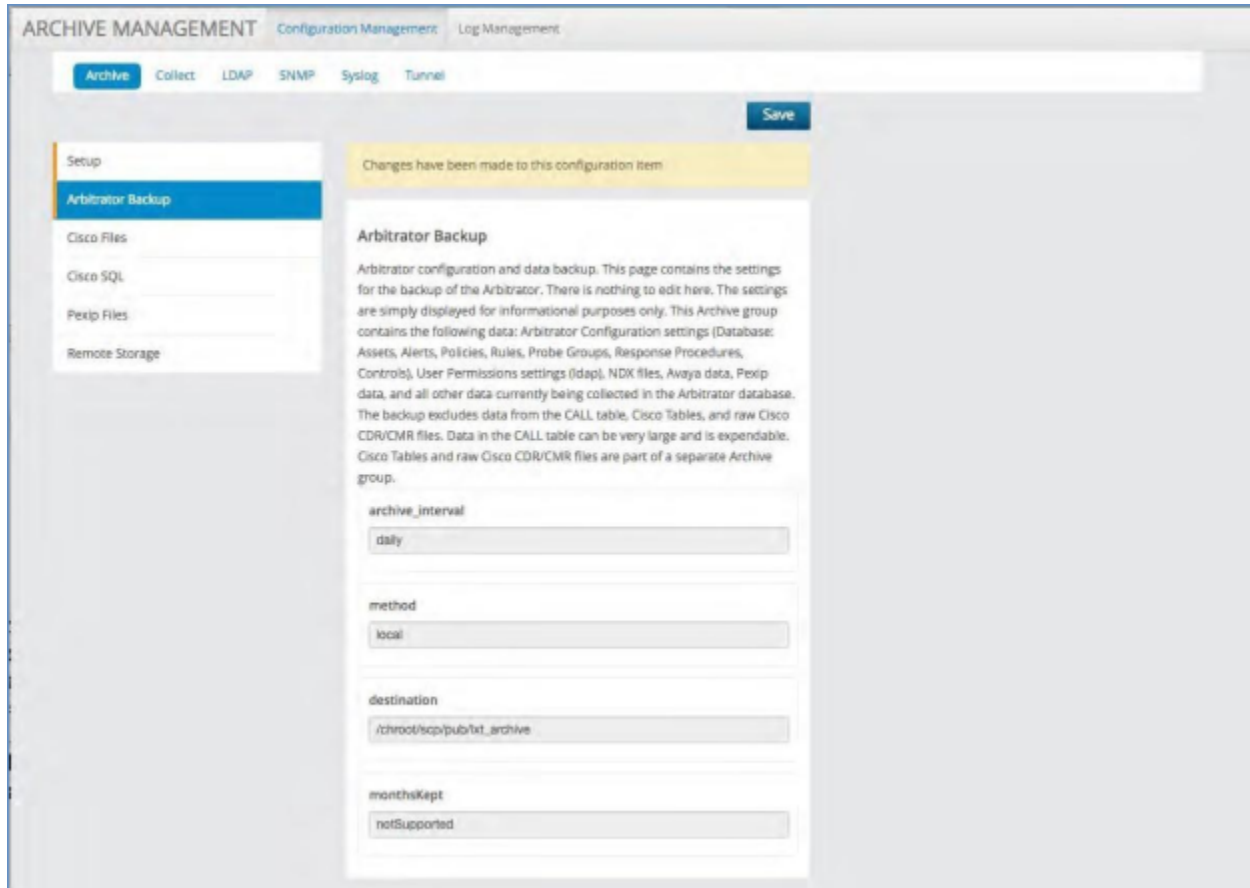 ARCHIVE MANAGEMENT Configuration Management Log Management
Archive Collect LDAP SNMP Syslog Tunnel
Save
Setup
Arbitrator Backup
Cisco Files
Cisco SQL
Pexip Files
Remote Storage
Changes have been made to this configuration item
Arbitrator Backup
Arbitrator configuration and data backup. This page contains the settings
for the backup of the Arbitrator. There is nothing to edit here. The settings
are simply displayed for informational purposes only. This Archive group
contains the following data: Arbitrator Configuration settings (Database:
Assets, Alerts, Policies, Rules, Probe Groups, Response Procedures,
Controls), User Permissions settings (ldap), NDX files, Avaya data, Pexip
data, and all other data currently being collected in the Arbitrator database.
The backup excludes data from the CALL table, Cisco Tables, and raw Cisco
CDR/CMR files. Data in the CALL table can be very large and is expendable.
Cisco Tables and raw Cisco CDR/CMR files are part of a separate Archive
group.
archive_interval
daily
method
local
destination
/chroot/scp/pub/lxt_archive
monthsKept
notSupported